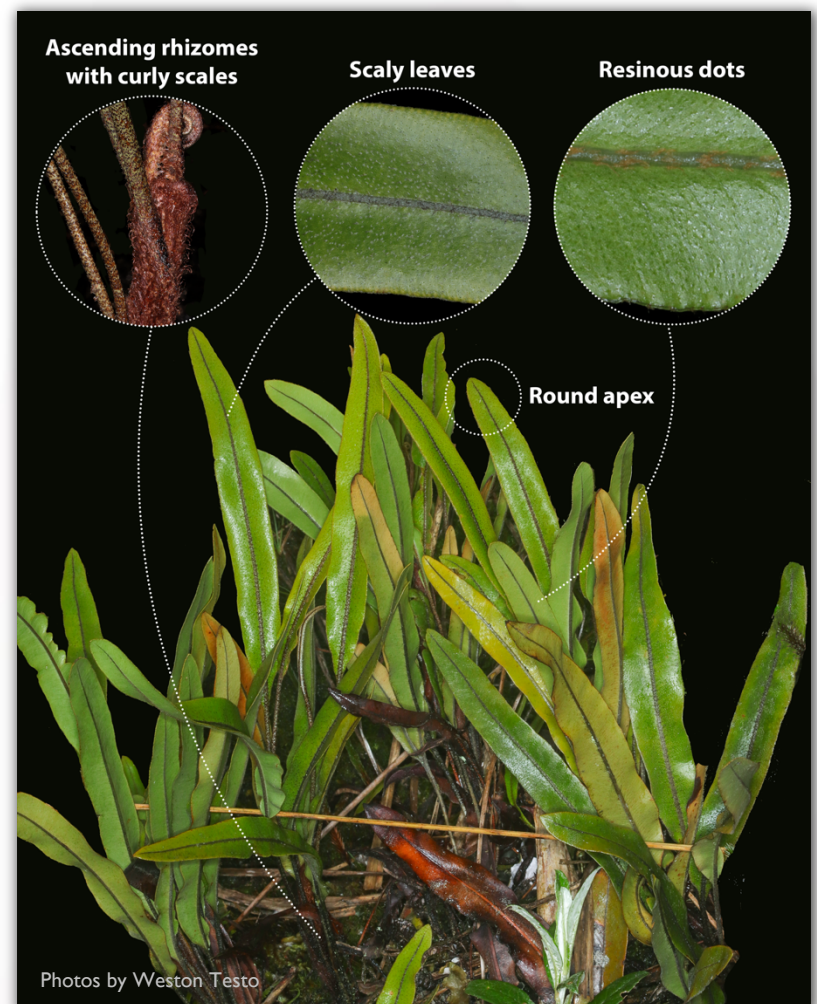 Ascending rhizomes
with curly scales
Scaly leaves
Resinous dots
Round apex
Photos by Weston Testo